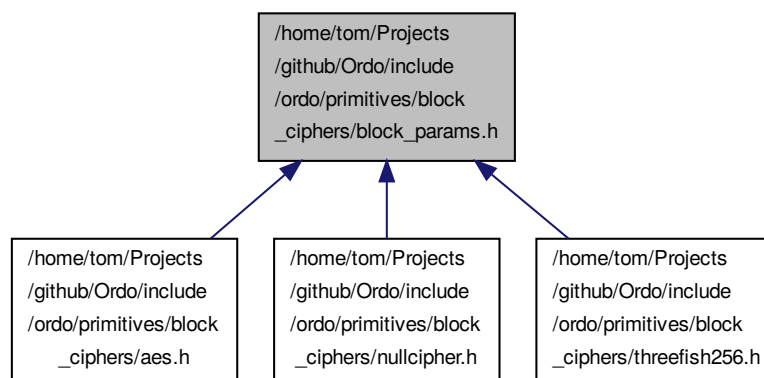 /home/tom/Projects
/github/Ordo/include
/ordo/primitives/block
_ciphers/block_params.h
/home/tom/Projects
/github/Ordo/include
/ordo/primitives/block
_ciphers/aes.h
/home/tom/Projects
/github/Ordo/include
/ordo/primitives/block
_ciphers/nullcipher.h
/home/tom/Projects
/github/Ordo/include
/ordo/primitives/block
_ciphers/threefish256.h